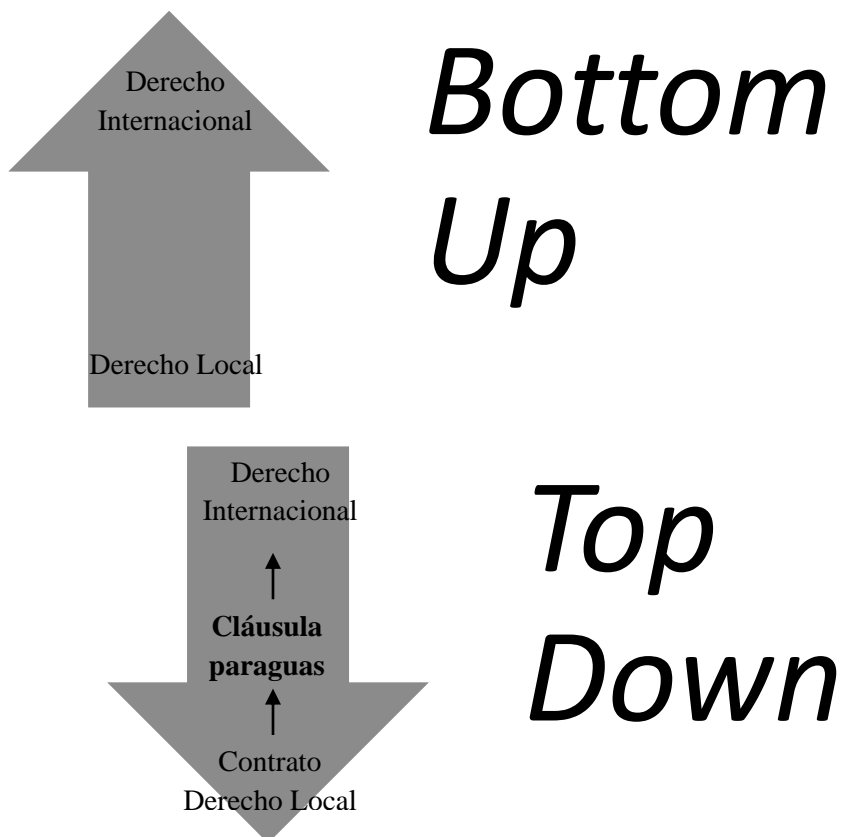 Derecho
Internacional
Bottom
Up
Derecho Local
Derecho
Internacional
Cláusula
paraguas
Contrato
Derecho Local
Top
Down